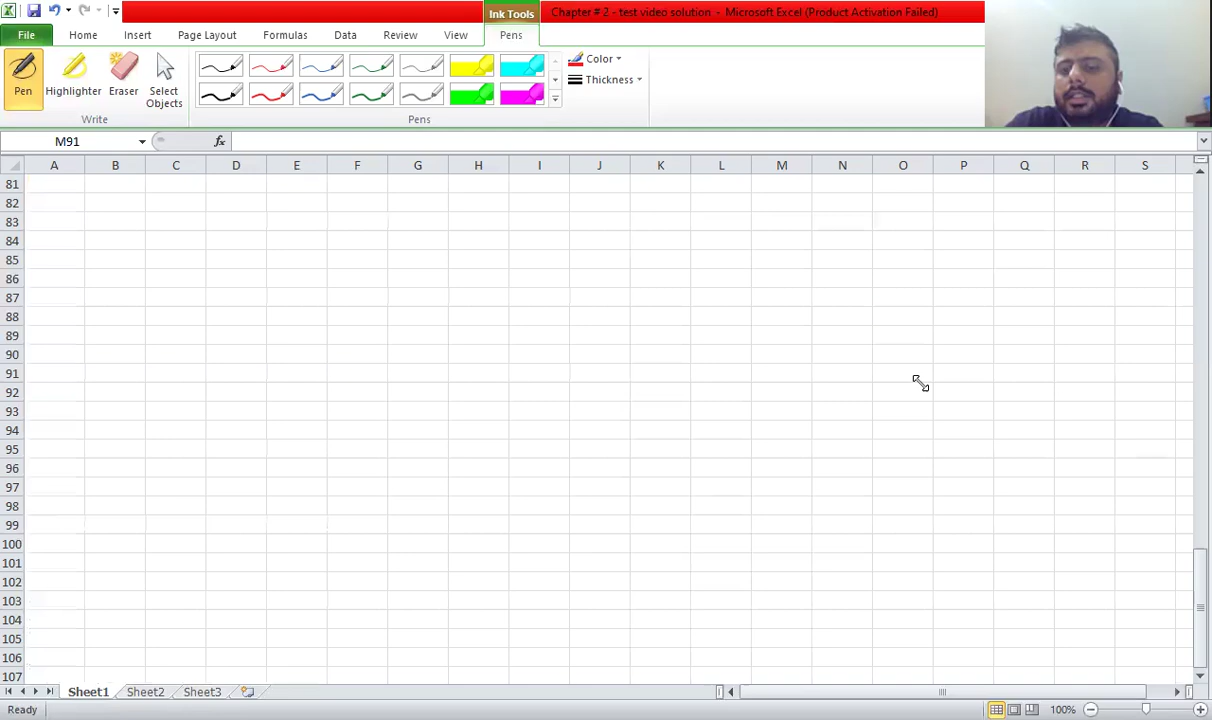 Ink Tools
Chapter # 2 - test video solution - Microsoft Excel (Product Activation Failed)
File Home Insert Page Layout Formulas Data Review View Pens
Pen Highlighter Eraser Select Objects
Color
Thickness
Write Pens
M91 fx
A B C D E F G H I J K L M N O P Q R S
81
82
83
84
85
86
87
88
89
90
91
92
93
94
95
96
97
98
99
100
101
102
103
104
105
106
107
Sheet1 Sheet2 Sheet3
Ready 100%